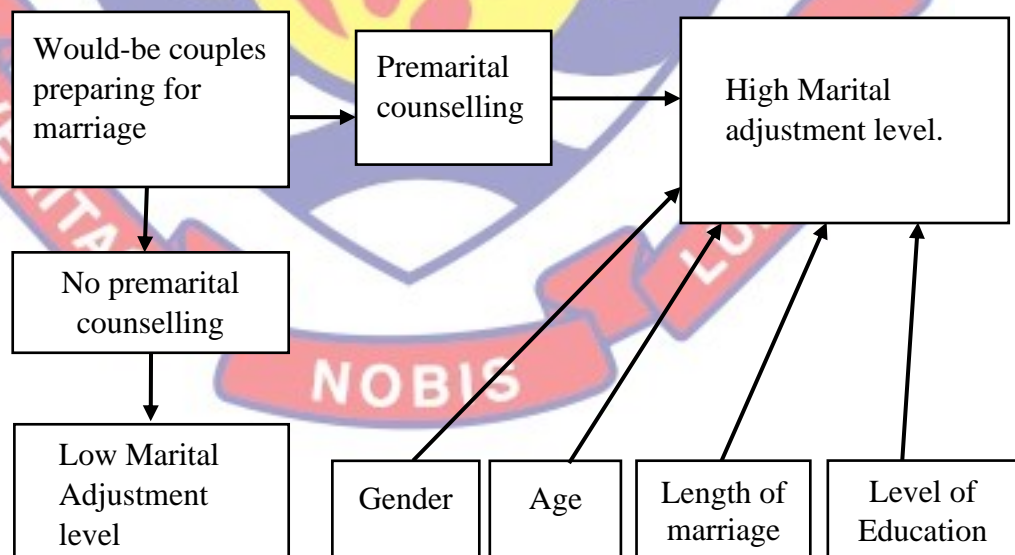 Would-be couples
preparing for
marriage
Premarital
counselling
High Marital
adjustment level.
No premarital
counselling
NOBIS
Low Marital
Adjustment
level
Gender
Age
Length of
marriage
Level of
Education